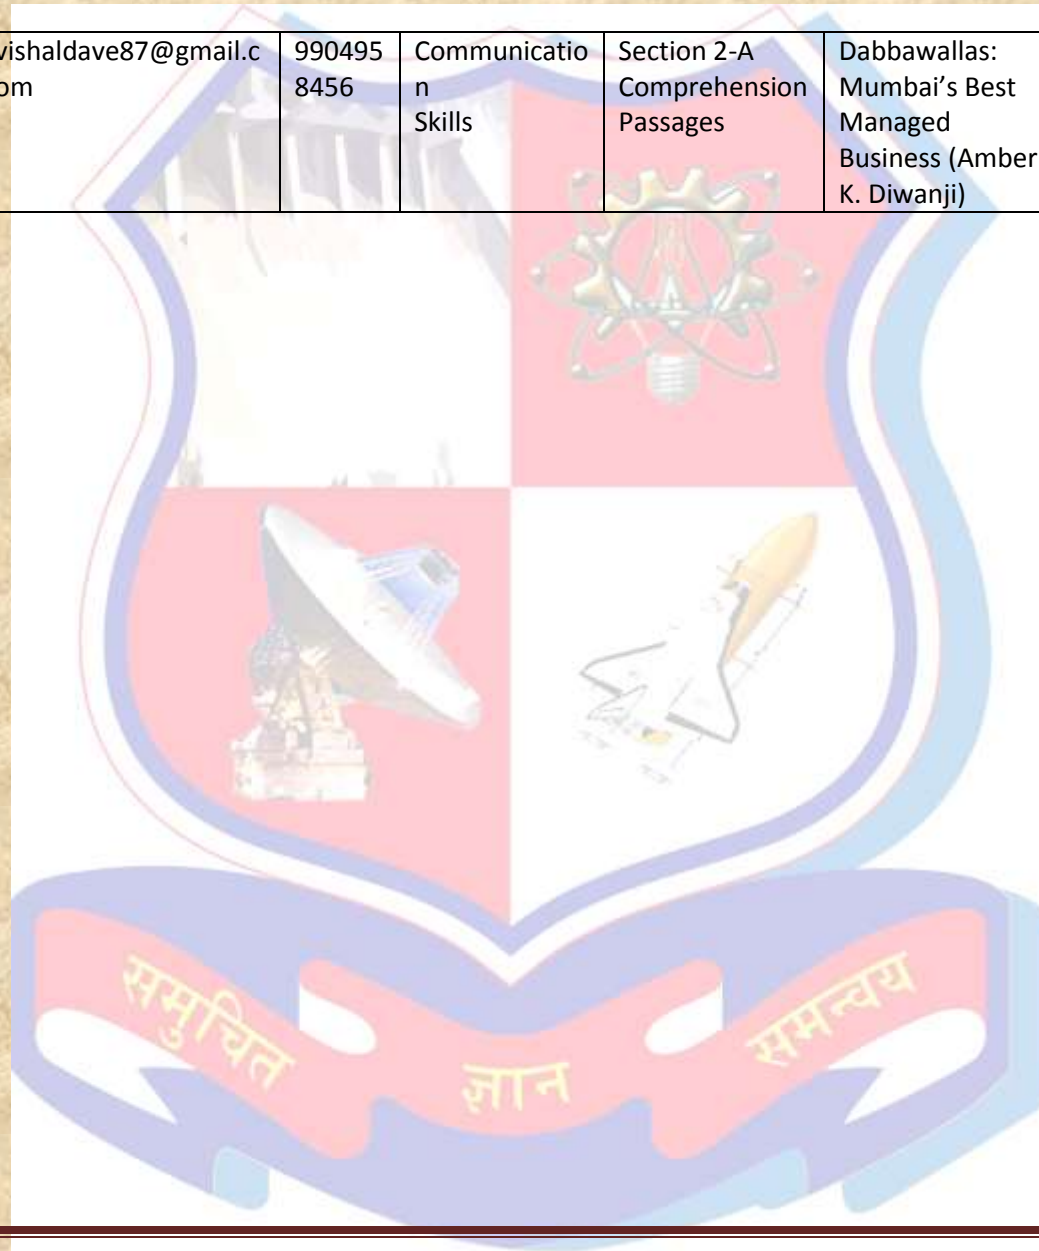 vishaldave87@gmail.c
om
990495
8456
Communicatio
n
Skills
Section 2-A
Comprehension
Passages
Dabbawallas:
Mumbai’s Best
Managed
Business (Amber
K. Diwanji)
समुचित
ज्ञान
समन्वय